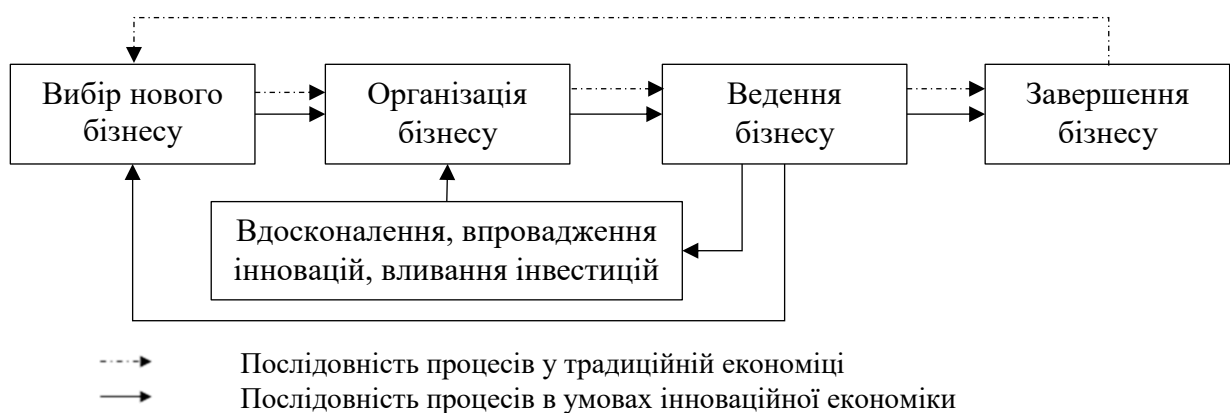 Вибір нового
бізнесу
Організація
бізнесу
Ведення
бізнесу
Завершення
бізнесу
Вдосконалення, впровадження
інновацій, вливання інвестицій
Послідовність процесів у традиційній економіці
Послідовність процесів в умовах інноваційної економіки